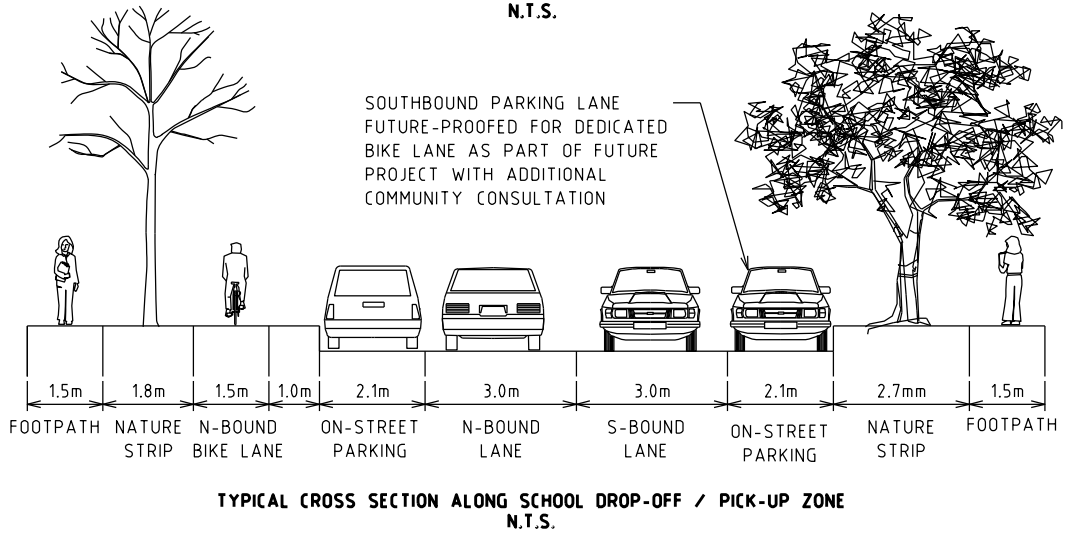 N.T.S.
SOUTHBOUND PARKING LANE
FUTURE-PROOFED FOR DEDICATED
BIKE LANE AS PART OF FUTURE
PROJECT WITH ADDITIONAL
COMMUNITY CONSULTATION
1.5m 1.8m 1.5m 1.0m 2.1m 3.0m 3.0m 2.1m 2.7mm 1.5m
FOOTPATH NATURE N-BOUND ON-STREET N-BOUND S-BOUND ON-STREET NATURE FOOTPATH
STRIP BIKE LANE PARKING LANE LANE PARKING STRIP
TYPICAL CROSS SECTION ALONG SCHOOL DROP-OFF / PICK-UP ZONE
N.T.S.